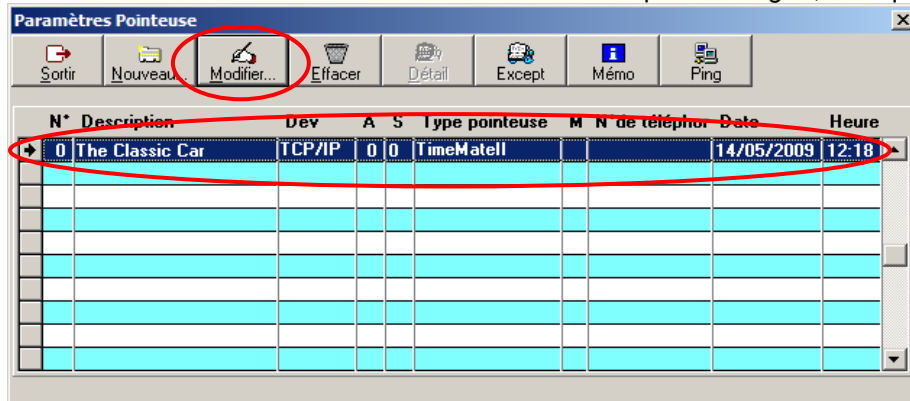 Paramètres Pointeuse
Sortir Nouveau... Modifier... Effacer Détail Except Mémo Ping
N° Description Dev A S Type pointeuse M N°de téléphor Date Heure
0 The Classic Car TCP/IP 0 0 TimeMateII 14/05/2009 12:18